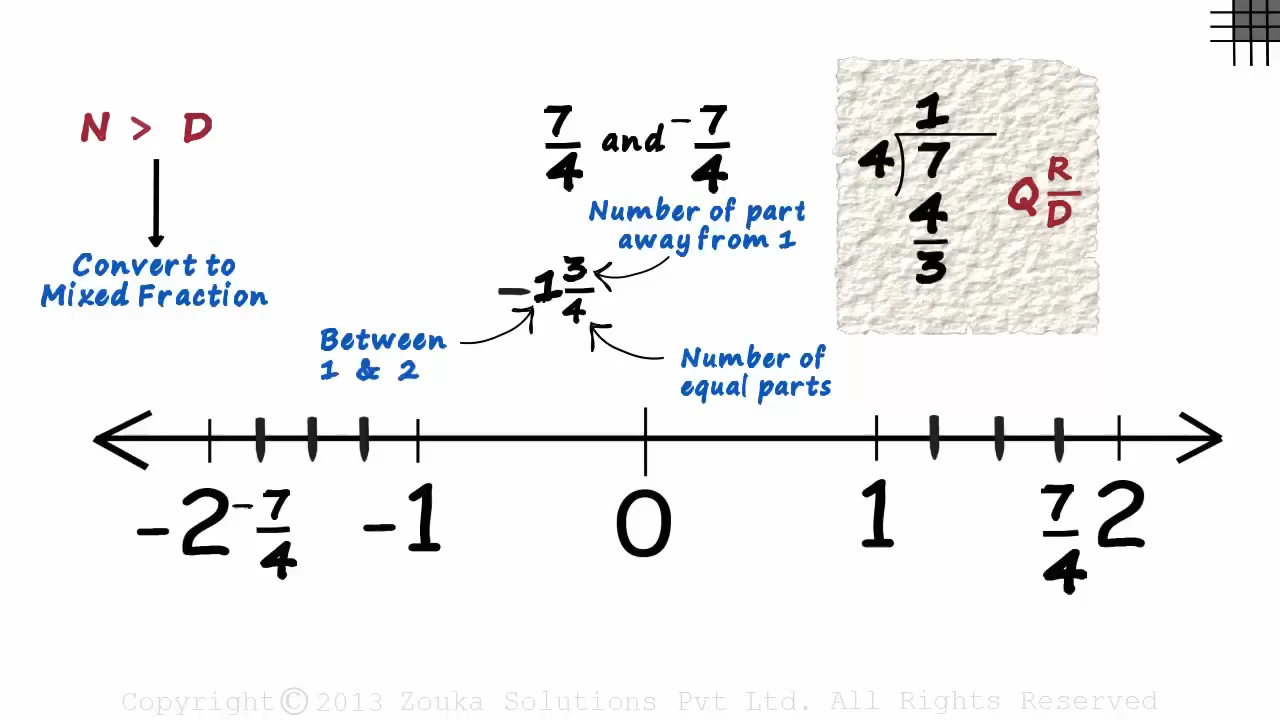 N > D
Convert to
Mixed Fraction
7/4 and -7/4
Number of part
away from 1
-1 3/4
Between
1 & 2
Number of
equal parts
1
4 7
4
3
Q R/D
-2 -7/4 -1 0 1 7/4 2
Copyright© 2013 Zouka Solutions Pvt Ltd. All Rights Reserved